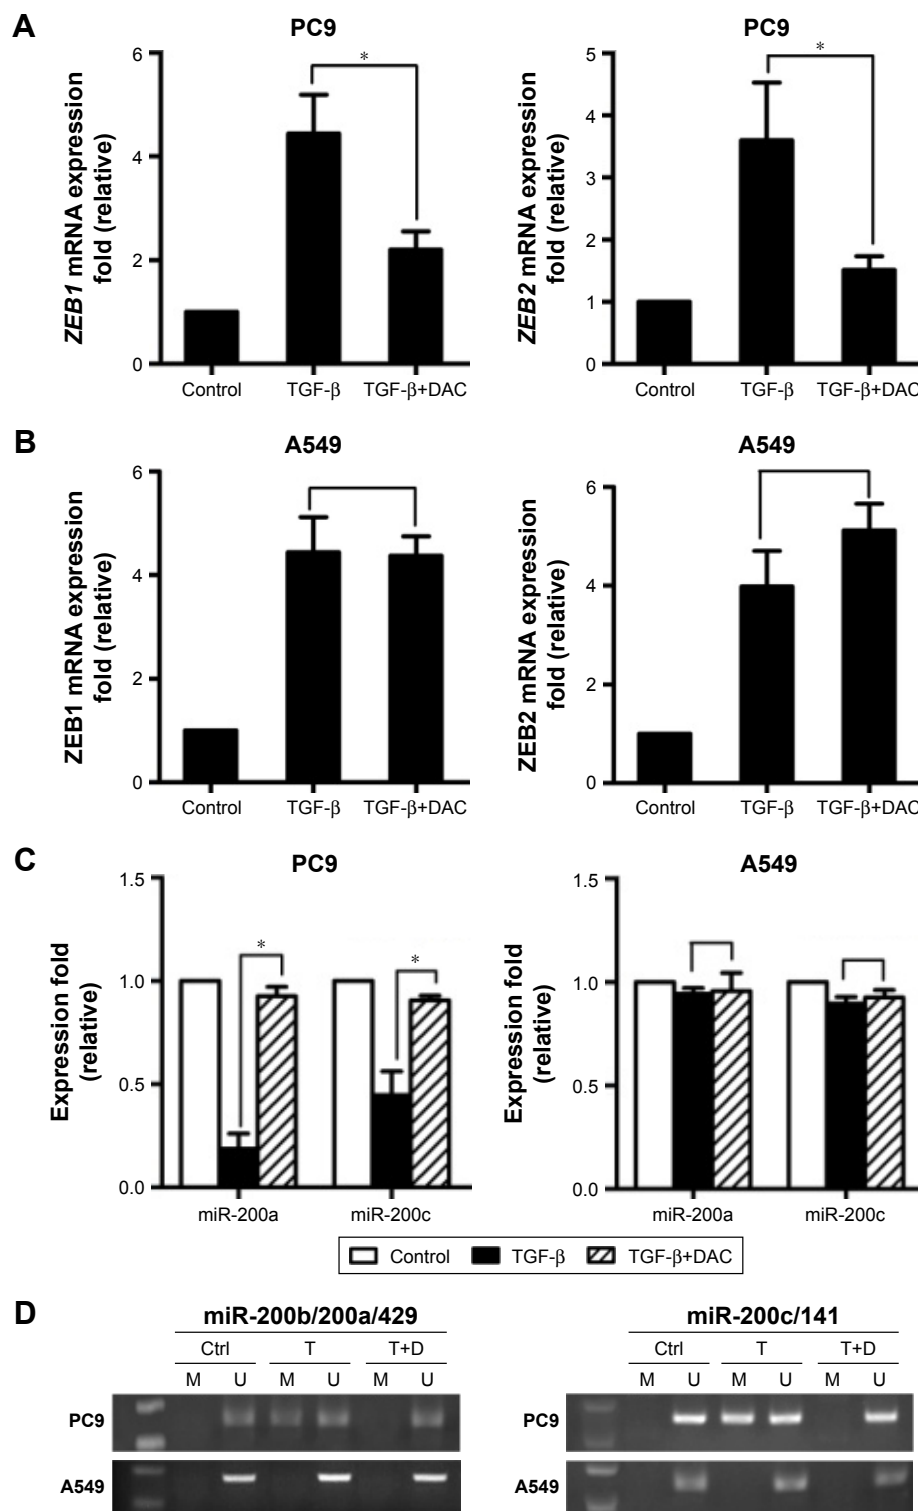 A
PC9
ZEB1 mRNA expression
fold (relative)
6
4
2
0
*
Control
TGF-β
TGF-β+DAC
PC9
ZEB2 mRNA expression
fold (relative)
5
4
3
2
1
0
*
Control
TGF-β
TGF-β+DAC
B
A549
ZEB1 mRNA expression
fold (relative)
6
4
2
0
Control
TGF-β
TGF-β+DAC
A549
ZEB2 mRNA expression
fold (relative)
6
4
2
0
Control
TGF-β
TGF-β+DAC
C
PC9
Expression fold
(relative)
1.5
1.0
0.5
0.0
*
*
miR-200a
miR-200c
A549
Expression fold
(relative)
1.5
1.0
0.5
0.0
miR-200a
miR-200c
Control
TGF-β
TGF-β+DAC
D
miR-200b/200a/429
Ctrl T T+D
M U M U M U
PC9
A549
miR-200c/141
Ctrl T T+D
M U M U M U
PC9
A549